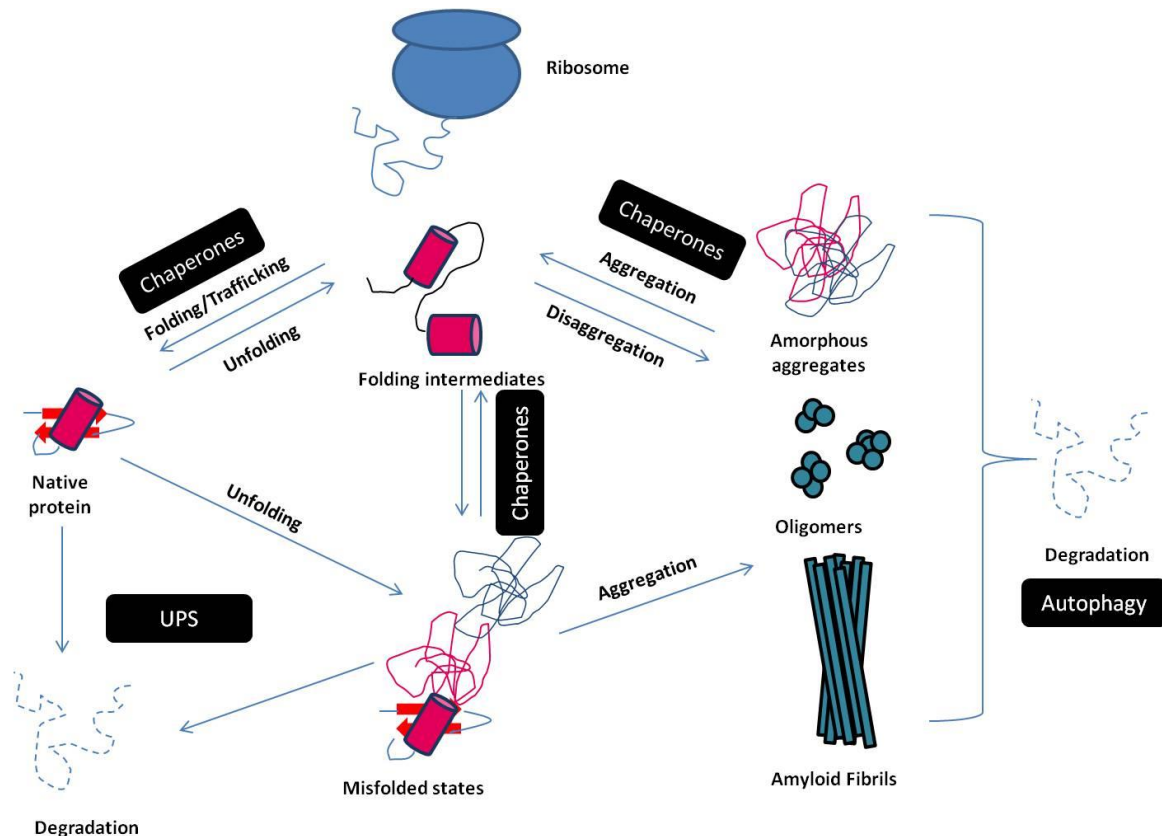 Ribosome
Chaperones
Folding/Trafficking
Unfolding
Chaperones
Aggregation
Disaggregation
Folding intermediates
Amorphous
aggregates
Native
protein
Unfolding
Chaperones
Oligomers
Aggregation
Degradation
Autophagy
UPS
Misfolded states
Amyloid Fibrils
Degradation